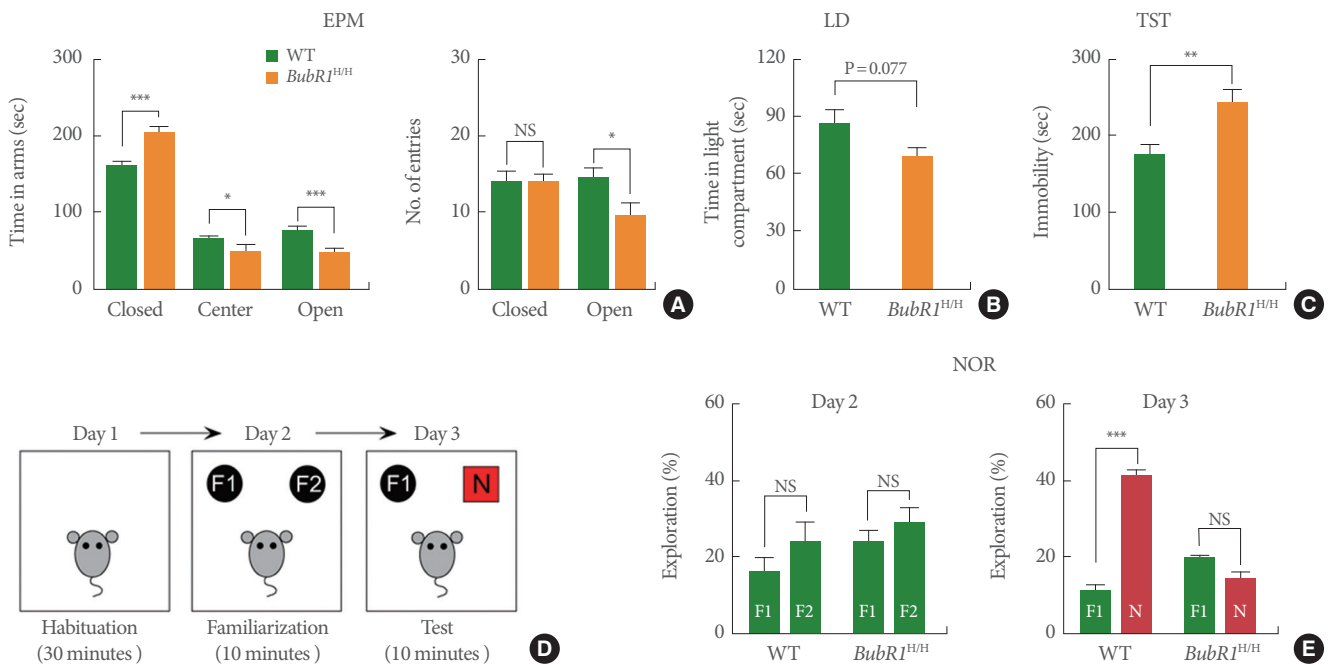 EPM
LD
TST
WT
BubR1H/H
Time in arms (sec)
300
200
100
0
***
*
***
Closed
Center
Open
No. of entries
30
20
10
0
NS
*
Closed
Open
A
Time in light
compartment (sec)
120
90
60
30
0
P = 0.077
WT
BubR1H/H
B
Immobility (sec)
300
200
100
0
**
WT
BubR1H/H
C
Day 1
Day 2
Day 3
F1
F2
F1
N
Habituation
(30 minutes )
Familiarization
(10 minutes )
Test
(10 minutes )
D
NOR
Day 2
Exploration (%)
60
40
20
0
NS
NS
F1
F2
F1
F2
WT
BubR1H/H
Day 3
Exploration (%)
60
40
20
0
***
NS
F1
N
F1
N
WT
BubR1H/H
E